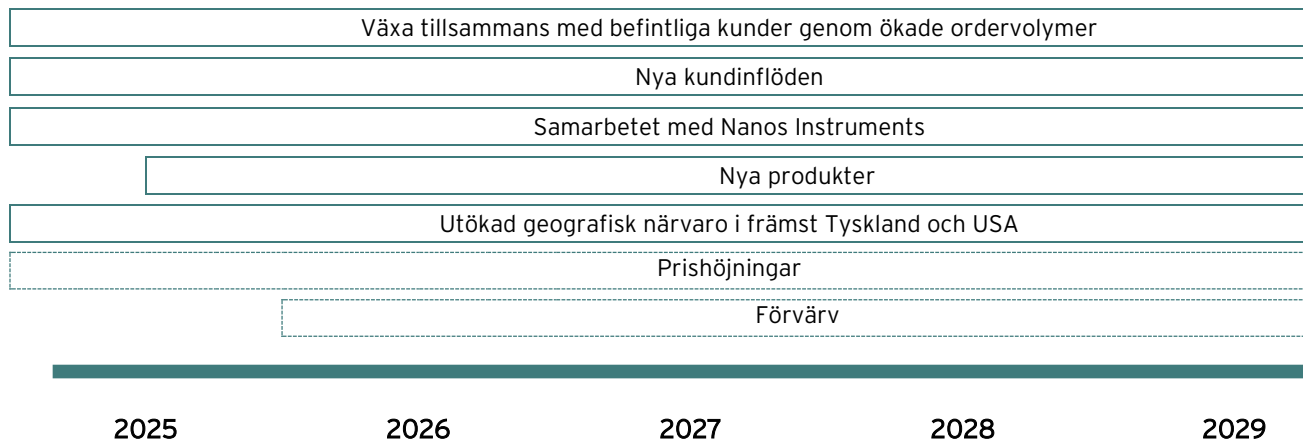 Växa tillsammans med befintliga kunder genom ökade ordervolymer
Nya kundinflöden
Samarbetet med Nanos Instruments
Nya produkter
Utökad geografisk närvaro i främst Tyskland och USA
Prishöjningar
Förvärv
2025 2026 2027 2028 2029